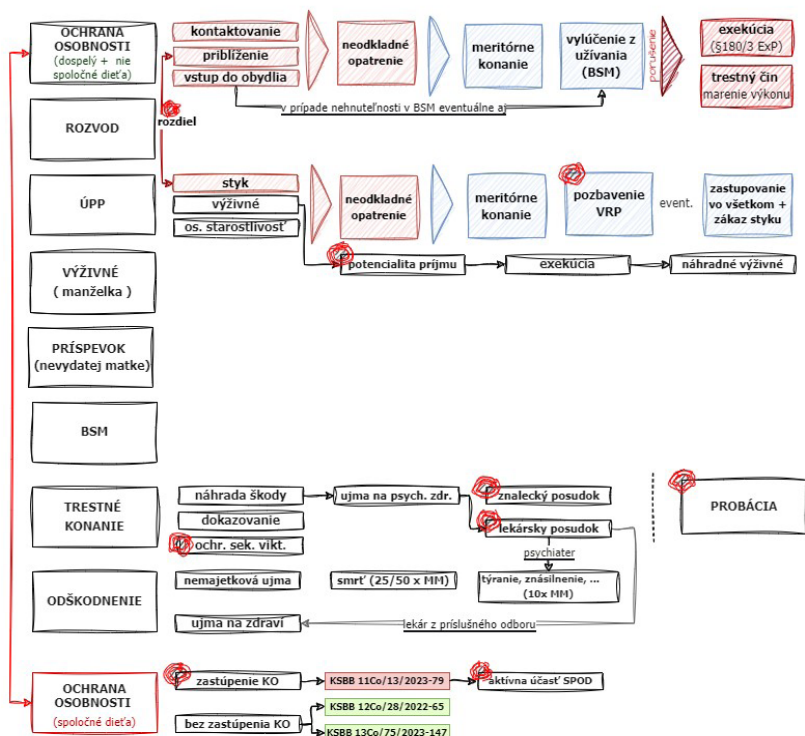 OCHRANA
OSOBNOSTI
(dospelý + nie
spoločné dieťa)
kontaktovanie
priblíženie
vstup do obydlia
neodkladné
opatrenie
meritórne
konanie
vylúčenie z
užívania
(BSM)
porušenie
exekúcia
(§180/3 ExP)
trestný čin
marenie výkonu
v prípade nehnuteľnosti v BSM eventuálne aj
ROZVOD
rozdiel
ÚPP
styk
výživné
os. starostlivosť
neodkladné
opatrenie
meritórne
konanie
pozbavenie
VRP
event.
zastupovanie
vo všetkom +
zákaz styku
VÝŽIVNÉ
( manželka )
potencialita príjmu
exekúcia
náhradné výživné
PRÍSPEVOK
(nevydatej matke)
BSM
TRESTNÉ
KONANIE
náhrada škody
dokazovanie
ochr. sek. vikt.
ujma na psych. zdr.
znalecký posudok
lekársky posudok
psychiater
PROBÁCIA
ODŠKODNENIE
nemajetková ujma
smrť (25/50 x MM)
týranie, znásilnenie, ...
(10x MM)
ujma na zdraví
lekár z príslušného odboru
OCHRANA
OSOBNOSTI
(spoločné dieťa)
zastúpenie KO
KSBB 11Co/13/2023-79
aktívna účasť SPOD
bez zastúpenia KO
KSBB 12Co/28/2022-65
KSBB 13Co/75/2023-147